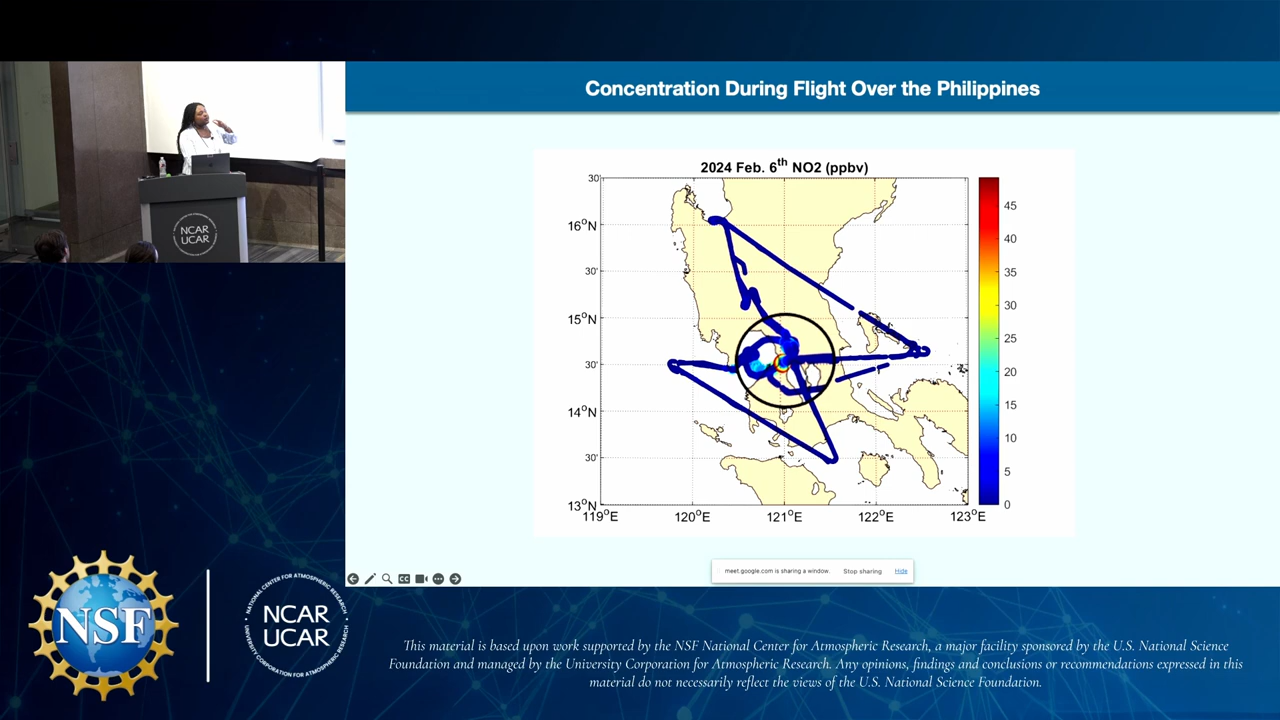 Concentration During Flight Over the Philippines
2024 Feb. 6th NO2 (ppbv)
30'
16°N
30'
15°N
30'
14°N
30'
13°N
119°E
120°E
121°E
122°E
123°E
45
40
35
30
25
20
15
10
5
0
NCAR
UCAR
CC
meet.google.com is sharing a window.
Stop sharing
Hide
NSF
NATIONAL CENTER FOR ATMOSPHERIC RESEARCH
NCAR
UCAR
UNIVERSITY CORPORATION FOR ATMOSPHERIC RESEARCH
This material is based upon work supported by the NSF National Center for Atmospheric Research, a major facility sponsored by the U.S. National Science
Foundation and managed by the University Corporation for Atmospheric Research. Any opinions, findings and conclusions or recommendations expressed in this
material do not necessarily reflect the views of the U.S. National Science Foundation.